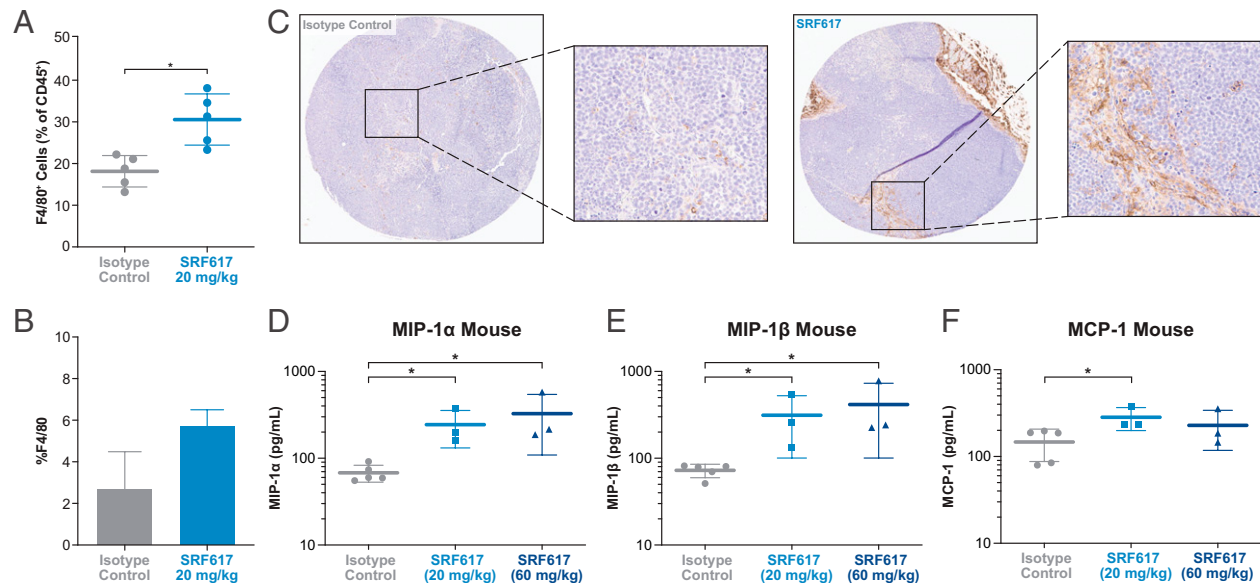 A
F4/80⁺ Cells (% of CD45⁺)
50
40
30
20
10
0
*
Isotype
Control
SRF617
20 mg/kg
C
Isotype Control
SRF617
B
%F4/80
10
8
6
4
2
0
Isotype
Control
SRF617
20 mg/kg
D
MIP-1α Mouse
MIP-1α (pg/mL)
1000
100
10
*
*
Isotype
Control
SRF617
(20 mg/kg)
SRF617
(60 mg/kg)
E
MIP-1β Mouse
MIP-1β (pg/mL)
1000
100
10
*
*
Isotype
Control
SRF617
(20 mg/kg)
SRF617
(60 mg/kg)
F
MCP-1 Mouse
MCP-1 (pg/mL)
1000
100
10
*
Isotype
Control
SRF617
(20 mg/kg)
SRF617
(60 mg/kg)